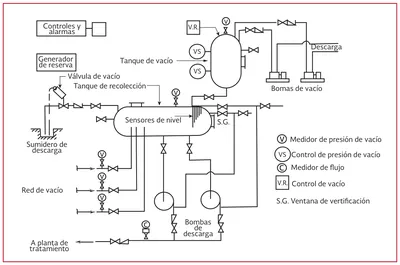 Controles y
alarmas
V.R.
V
Descarga
Generador
de reserva
VS
Tanque de vacío
VS
Válvula de vacío
Bomas de vacío
Tanque de recolección
V
Sensores de nivel
S.G.
Sumidero de
descarga
V
Medidor de presión de vacío
VS
Control de presión de vacío
V
C
Medidor de flujo
V
V.R.
Control de vacío
Red de vacío
V
S.G. Ventana de vertificación
Bombas
de
descarga
C
A planta de
tratamiento